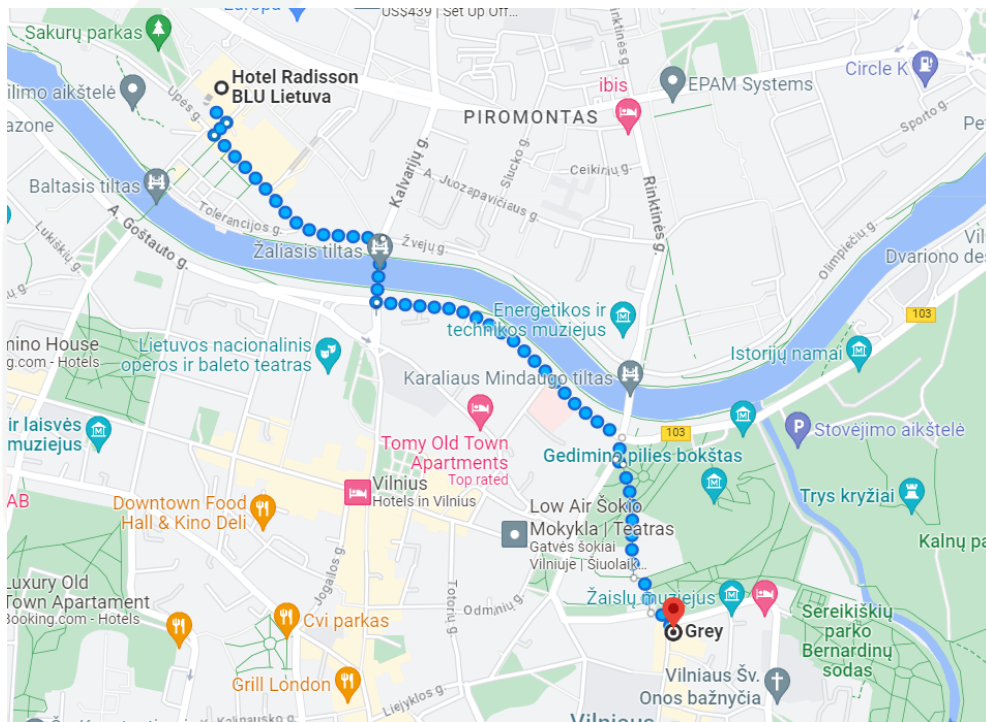 US$439 | Set Up Off...
Sakurų parkas
Circle K
Hotel Radisson
BLU Lietuva
ibis
EPAM Systems
Rinktinės g.
ilimo aikštelė
Upės g.
PIROMONTAS
Sporto g.
azone
Slucko g.
Ceikinių g.
Kalvarijų g.
A. Juozapavičiaus g.
Rinktinės g.
Baltasis tiltas
Tolerancijos g.
A. Goštauto g.
Lukiškių g.
Žvejų g.
Žaliasis tiltas
Olimpiečių g.
Dvariono des
Energetikos ir
technikos muziejus
103
mino House
g.com - Hotels
Lietuvos nacionalinis
operos ir baleto teatras
Istorijų namai
Karaliaus Mindaugo tiltas
ir laisvės
muziejus
Tomy Old Town
Apartments
Top rated
103
Stovėjimo aikštelė
Gedimino pilies bokštas
AB
Vilnius
Hotels in Vilnius
Downtown Food
Hall & Kino Deli
Low Air Šokio
Mokykla | Teatras
Gatvės šokiai
Vilniuje | Šiuolaik...
Trys kryžiai
Kalnų pa
Jogailos g.
Luxury Old
Town Apartament
Booking.com - Hotels
Totorių g.
Odminių g.
Žaislų muziejus
Cvi parkas
Grey
Sereikiškių
parko
Bernardinų
sodas
Grill London
Liejyklos g.
Vilniaus Šv.
Onos bažnyčia
Vilniaus